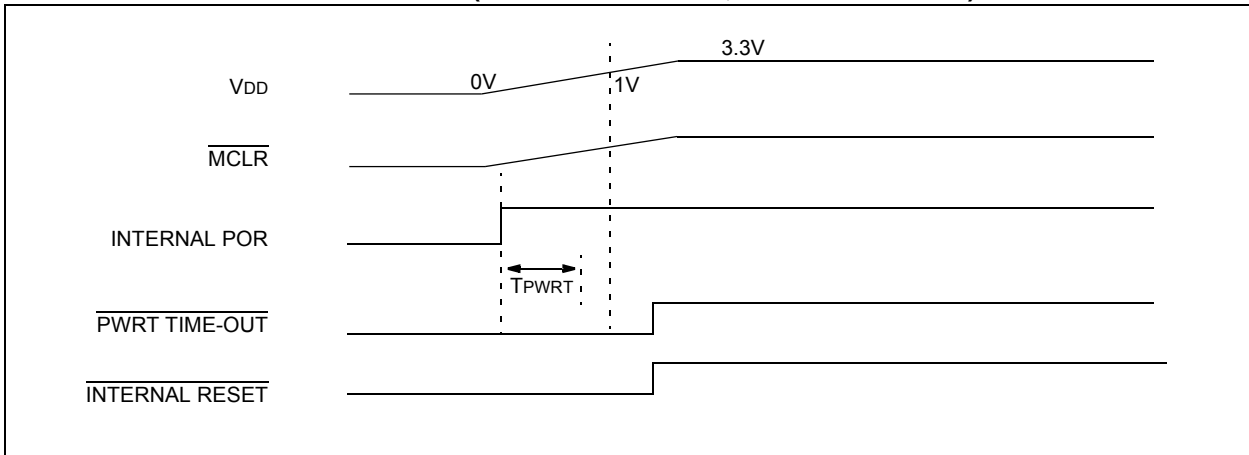 3.3V
0V
1V
VDD
MCLR
INTERNAL POR
TPWRT
PWRT TIME-OUT
INTERNAL RESET